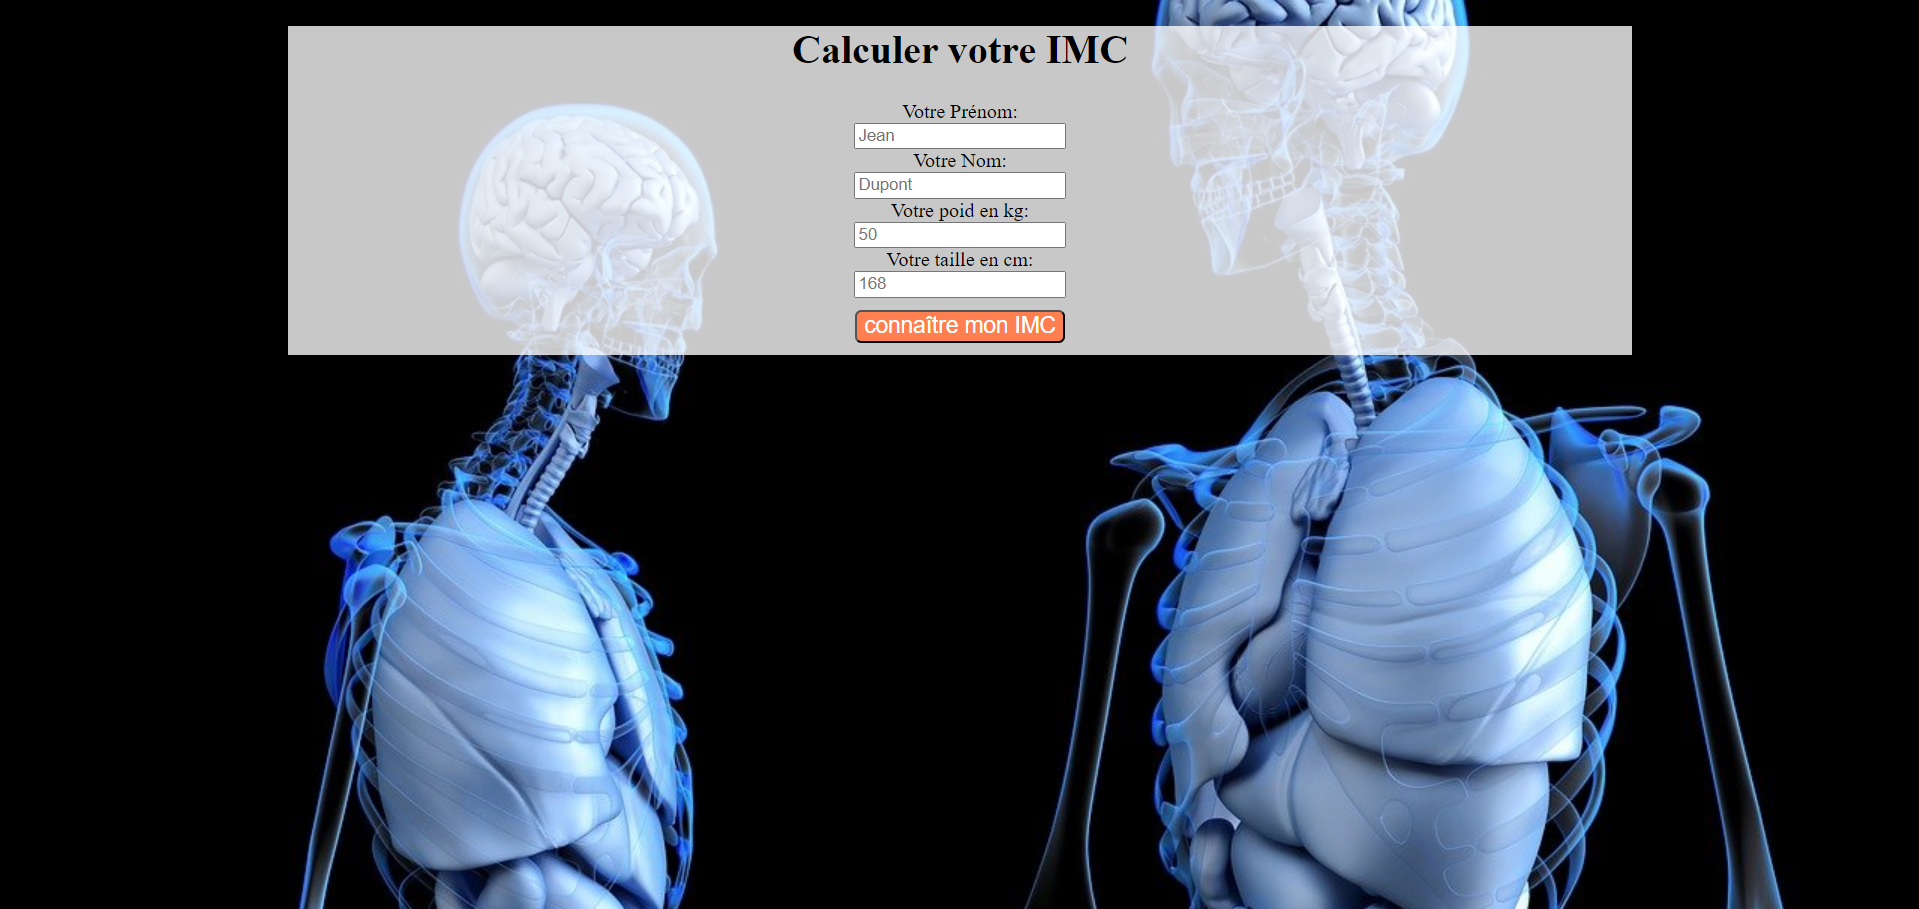 Calculer votre IMC
Votre Prénom:
Jean
Votre Nom:
Dupont
Votre poid en kg:
50
Votre taille en cm:
168
connaître mon IMC